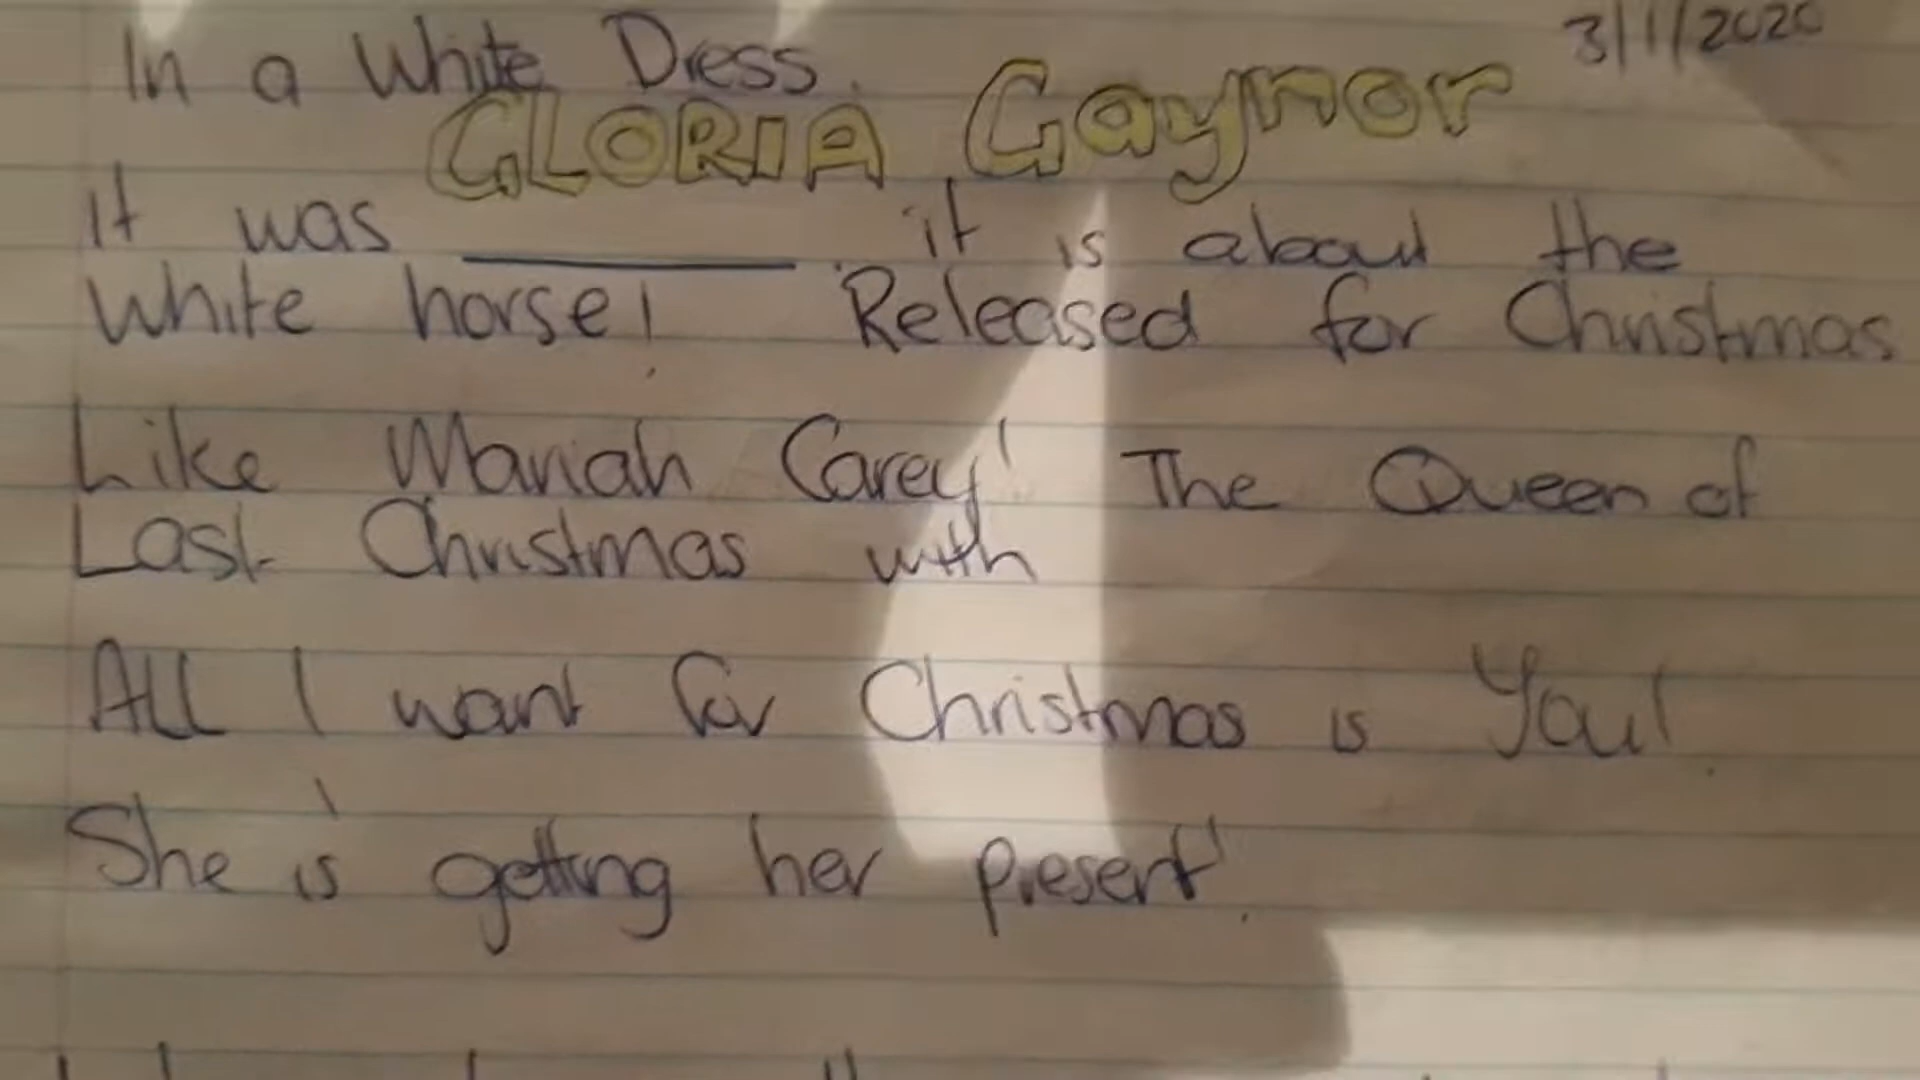 In a White Dress. 3/1/2020
GLORIA Gaynor
it was ________ it is about the
White horse! Released for Christmas
Like Mariah Carey! The Queen of
Last Christmas with
All I want for Christmas is You!
She is getting her present!